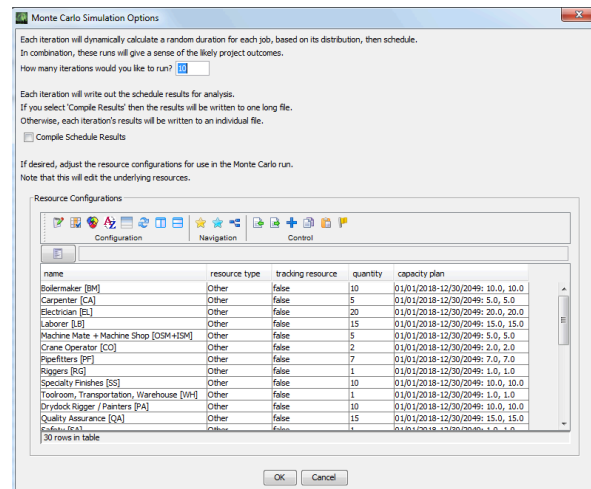 Monte Carlo Simulation Options
Each iteration will dynamically calculate a random duration for each job, based on its distribution, then schedule.
In combination, these runs will give a sense of the likely project outcomes.
How many iterations would you like to run? 10
Each iteration will write out the schedule results for analysis.
If you select 'Compile Results' then the results will be written to one long file.
Otherwise, each iteration's results will be written to an individual file.
Compile Schedule Results
If desired, adjust the resource configurations for use in the Monte Carlo run.
Note that this will edit the underlying resources.
Resource Configurations
Configuration Navigation Control
name resource type tracking resource quantity capacity plan
Boilermaker [BM] Other false 10 01/01/2018-12/30/2049: 10.0, 10.0
Carpenter [CA] Other false 5 01/01/2018-12/30/2049: 5.0, 5.0
Electrician [EL] Other false 20 01/01/2018-12/30/2049: 20.0, 20.0
Laborer [LB] Other false 15 01/01/2018-12/30/2049: 15.0, 15.0
Machine Mate + Machine Shop [OSM+ISM] Other false 5 01/01/2018-12/30/2049: 5.0, 5.0
Crane Operator [CO] Other false 2 01/01/2018-12/30/2049: 2.0, 2.0
Pipefitters [PF] Other false 7 01/01/2018-12/30/2049: 7.0, 7.0
Riggers [RG] Other false 1 01/01/2018-12/30/2049: 1.0, 1.0
Specialty Finishes [SS] Other false 10 01/01/2018-12/30/2049: 10.0, 10.0
Toolroom, Transportation, Warehouse [WH] Other false 1 01/01/2018-12/30/2049: 1.0, 1.0
Drydock Rigger / Painters [PA] Other false 10 01/01/2018-12/30/2049: 10.0, 10.0
Quality Assurance [QA] Other false 15 01/01/2018-12/30/2049: 15.0, 15.0
Safety [SA] Other false 1 01/01/2018-12/30/2049: 1.0, 1.0
30 rows in table
OK Cancel